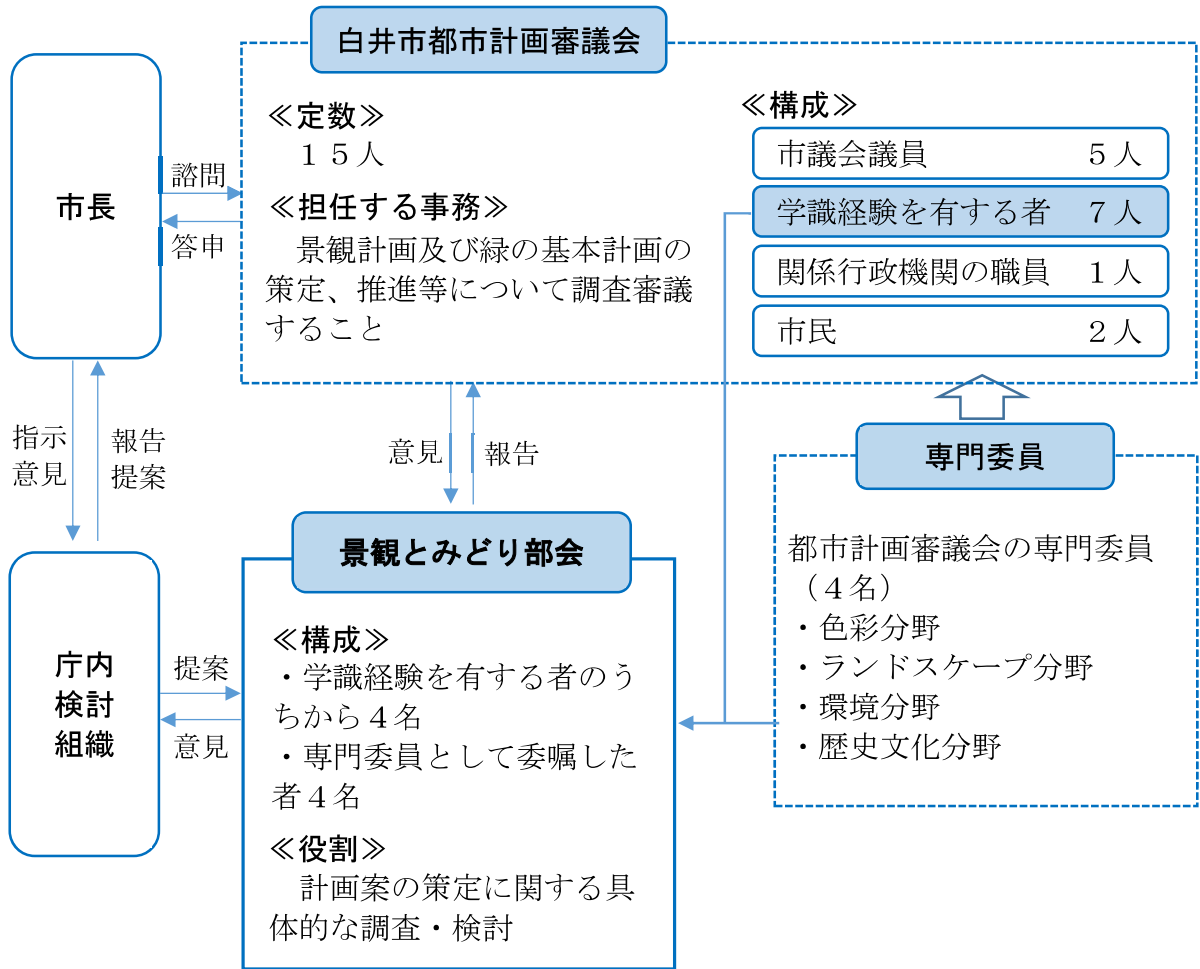 白井市都市計画審議会
≪定数≫
１５人
≪担任する事務≫
景観計画及び緑の基本計画の
策定、推進等について調査審議
すること
≪構成≫
市議会議員　５人
学識経験を有する者　７人
関係行政機関の職員　１人
市民　２人
市長
諮問
答申
指示
意見
報告
提案
意見
報告
専門委員
都市計画審議会の専門委員
（４名）
・色彩分野
・ランドスケープ分野
・環境分野
・歴史文化分野
景観とみどり部会
≪構成≫
・学識経験を有する者のう
ちから４名
・専門委員として委嘱した
者４名
≪役割≫
計画案の策定に関する具
体的な調査・検討
庁内
検討
組織
提案
意見